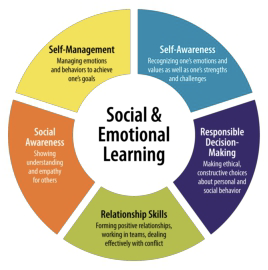 Social &
Emotional
Learning
Self-Management
Managing emotions
and behaviors to achieve
one's goals
Self-Awareness
Recognizing one's emotions and
values as well as one's strengths
and challenges
Social
Awareness
Showing
understanding
and empathy
for others
Responsible
Decision-
Making
Making ethical,
constructive choices
about personal and
social behavior
Relationship Skills
Forming positive relationships,
working in teams, dealing
effectively with conflict